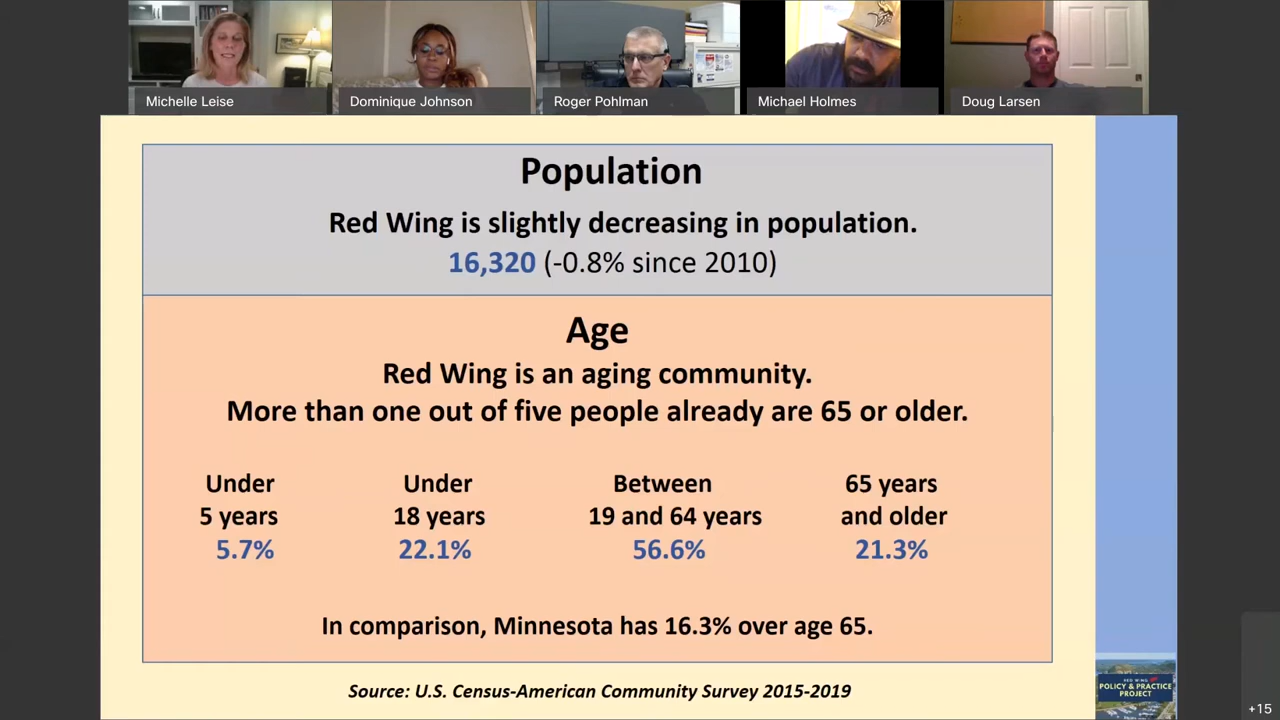 Michelle Leise
Dominique Johnson
Roger Pohlman
Michael Holmes
Doug Larsen
Population
Red Wing is slightly decreasing in population.
16,320 (-0.8% since 2010)
Age
Red Wing is an aging community.
More than one out of five people already are 65 or older.
Under
5 years
5.7%
Under
18 years
22.1%
Between
19 and 64 years
56.6%
65 years
and older
21.3%
In comparison, Minnesota has 16.3% over age 65.
Source: U.S. Census-American Community Survey 2015-2019
RED WING
POLICY & PRACTICE
PROJECT
+15